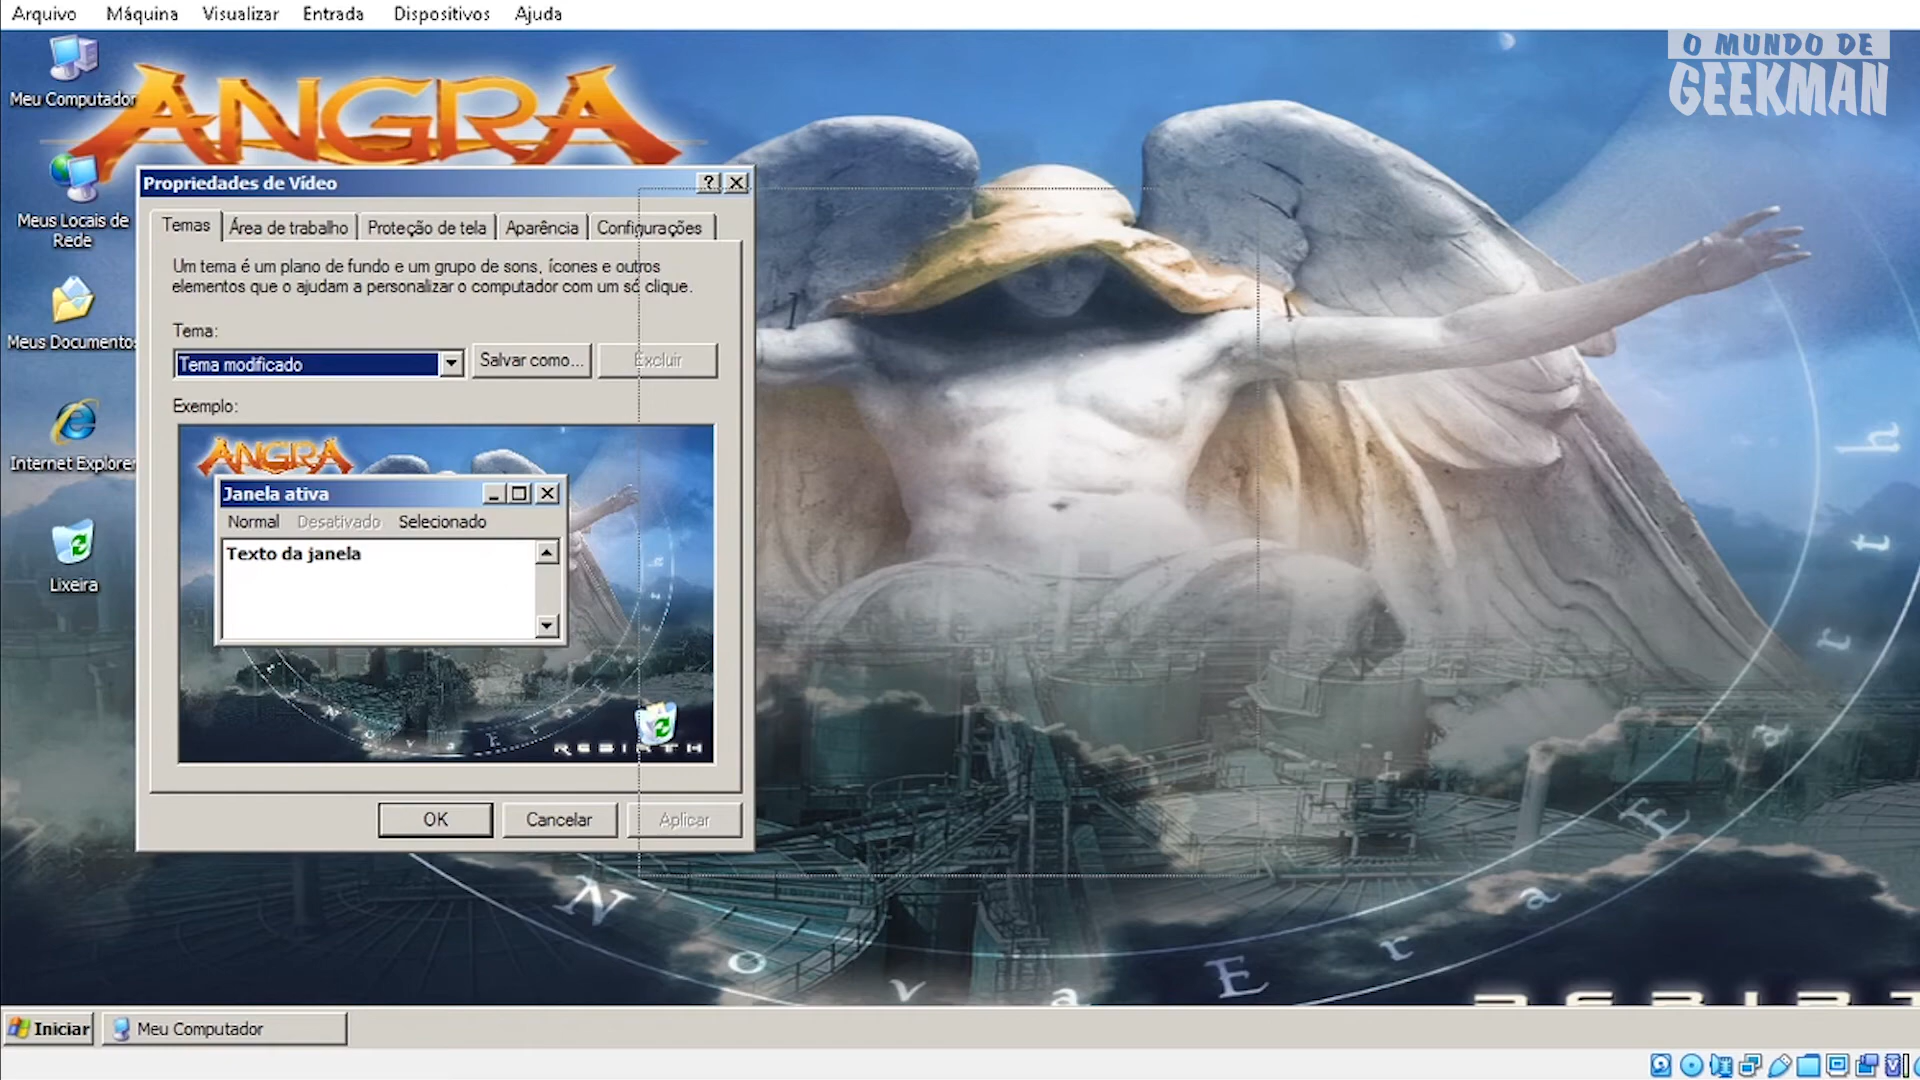 Arquivo Máquina Visualizar Entrada Dispositivos Ajuda
O MUNDO DE
GEEKMAN
ANGRA
Meu Computador
Meus Locais de
Rede
Meus Documentos
Internet Explorer
Lixeira
Propriedades de Vídeo
Temas Área de trabalho Proteção de tela Aparência Configurações
Um tema é um plano de fundo e um grupo de sons, ícones e outros
elementos que o ajudam a personalizar o computador com um só clique.
Tema:
Tema modificado Salvar como... Excluir
Exemplo:
ANGRA
Janela ativa
Normal Desativado Selecionado
Texto da janela
REBIRTH
OK Cancelar Aplicar
Nova Era
Iniciar Meu Computador